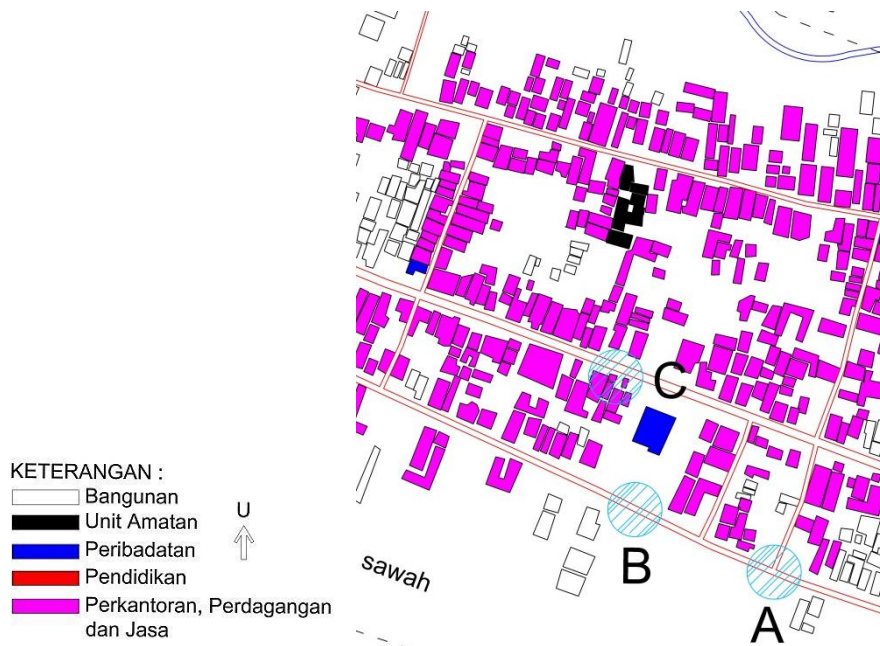 C
KETERANGAN :
Bangunan
Unit Amatan
U
Peribadatan
Pendidikan
Perkantoran, Perdagangan
dan Jasa
sawah
B
A